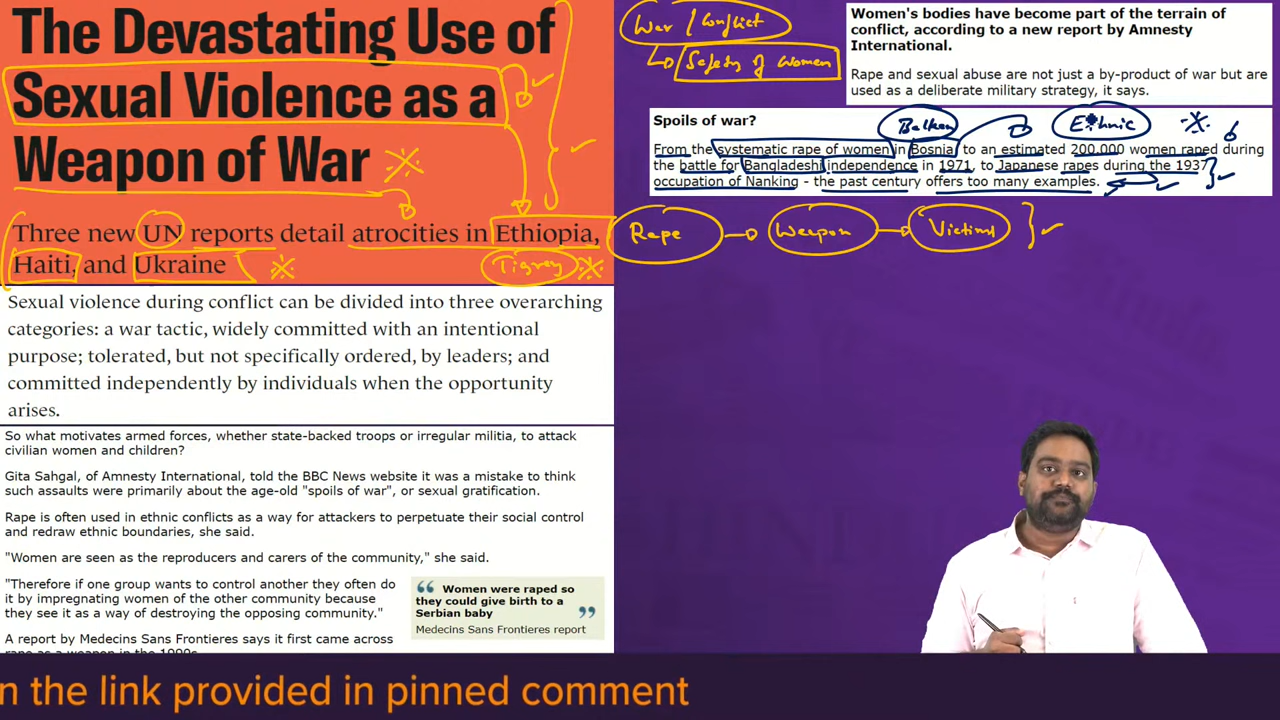 The Devastating Use of
Sexual Violence as a
Weapon of War
Three new UN reports detail atrocities in Ethiopia,
Haiti, and Ukraine
Tigray
Sexual violence during conflict can be divided into three overarching
categories: a war tactic, widely committed with an intentional
purpose; tolerated, but not specifically ordered, by leaders; and
committed independently by individuals when the opportunity
arises.
So what motivates armed forces, whether state-backed troops or irregular militia, to attack
civilian women and children?
Gita Sahgal, of Amnesty International, told the BBC News website it was a mistake to think
such assaults were primarily about the age-old "spoils of war", or sexual gratification.
Rape is often used in ethnic conflicts as a way for attackers to perpetuate their social control
and redraw ethnic boundaries, she said.
"Women are seen as the reproducers and carers of the community," she said.
"Therefore if one group wants to control another they often do
it by impregnating women of the other community because
they see it as a way of destroying the opposing community."
A report by Medecins Sans Frontieres says it first came across
rape as a weapon in the 1990s
“ Women were raped so
they could give birth to a
Serbian baby ”
Medecins Sans Frontieres report
War / Conflict
Safety of Women
Women's bodies have become part of the terrain of
conflict, according to a new report by Amnesty
International.
Rape and sexual abuse are not just a by-product of war but are
used as a deliberate military strategy, it says.
Spoils of war?
Balkan
Ethnic
From the systematic rape of women in Bosnia, to an estimated 200,000 women raped during
the battle for Bangladeshi independence in 1971, to Japanese rapes during the 1937
occupation of Nanking - the past century offers too many examples.
Rape
Weapon
Victims
n the link provided in pinned comment